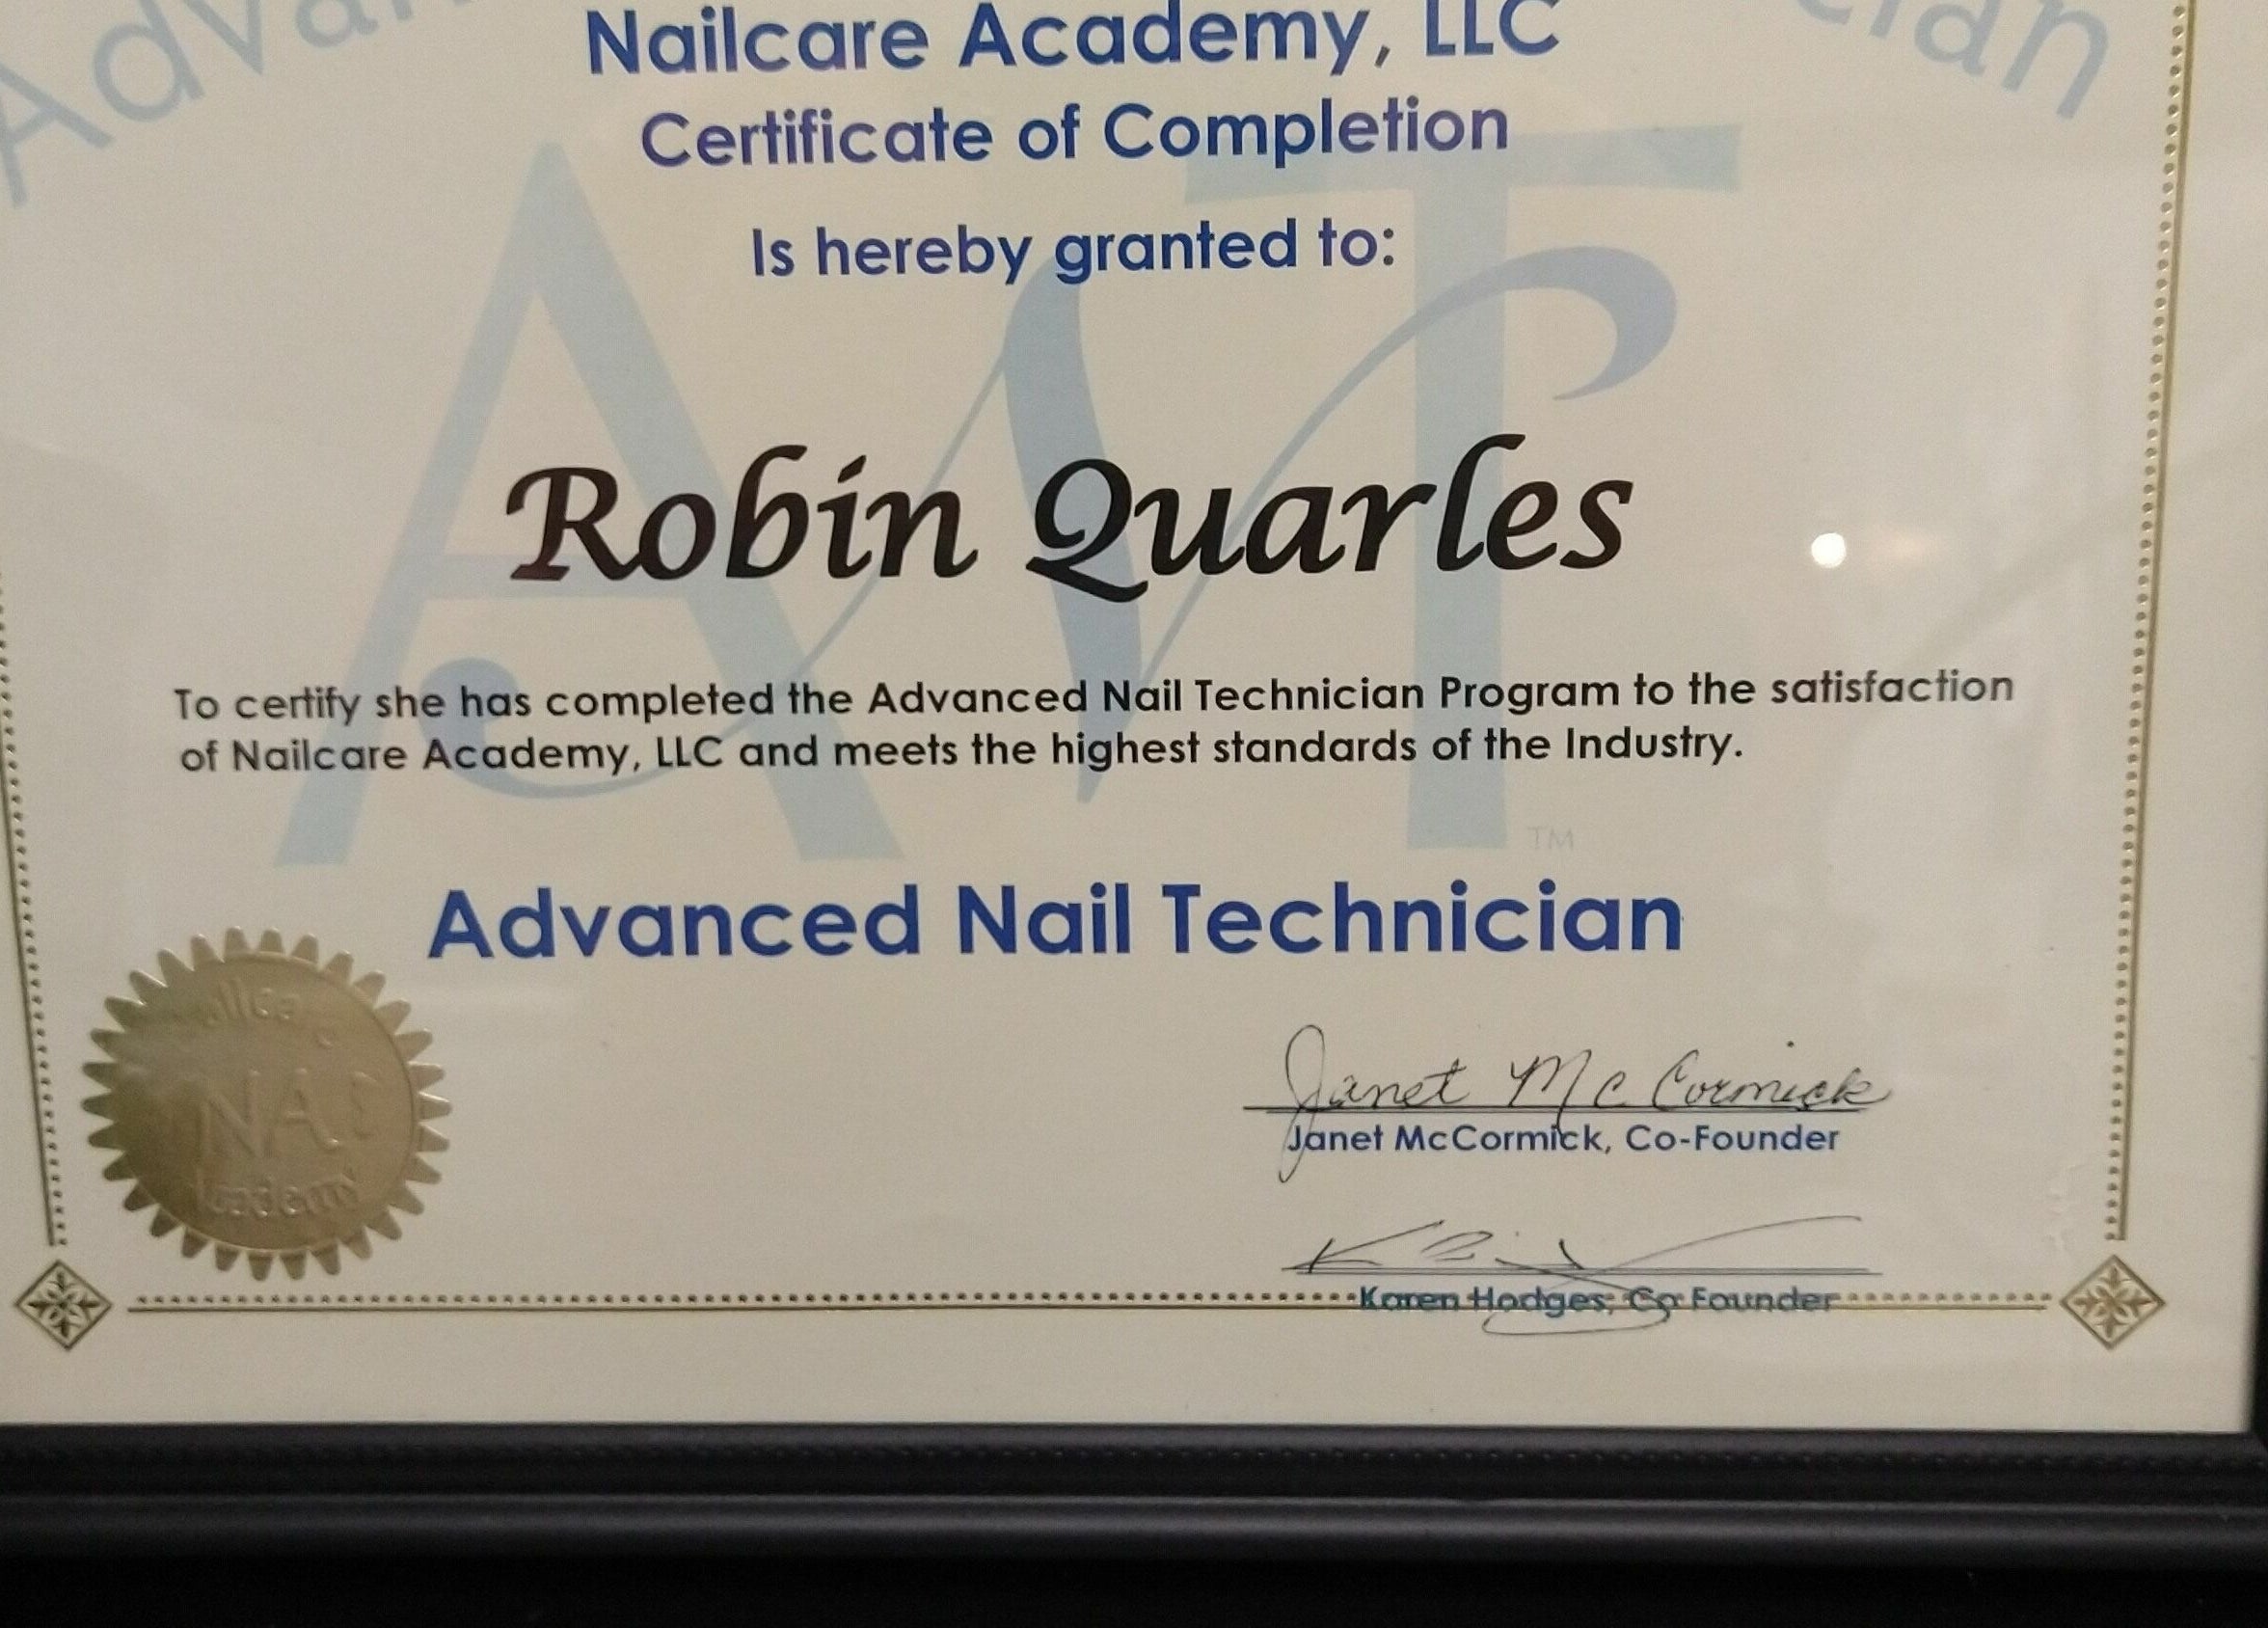 Nailcare Academy, LLC
Certificate of Completion
Is hereby granted to:
Robin Quarles
To certify she has completed the Advanced Nail Technician Program to the satisfaction
of Nailcare Academy, LLC and meets the highest standards of the Industry.
TM
Advanced Nail Technician
Janet McCormick
Janet McCormick, Co-Founder
Karen Hodges, Co Founder
Academy